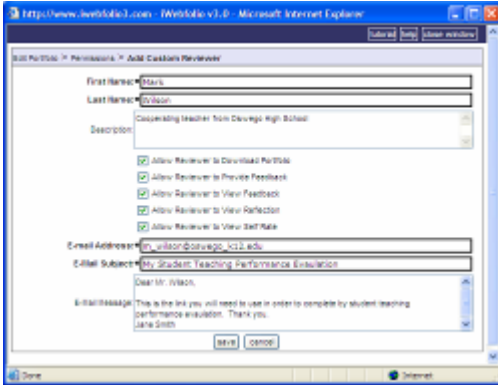 http://www.iwebfolio3.com - iWebfolio v3.0 - Microsoft Internet Explorer
tutorial help close window
Edit Portfolio > Permissions > Add Custom Reviewer
First Name:* Mark
Last Name:* Wilson
Description: Cooperating teacher from Oswego High School
Allow Reviewer to Download Portfolio
Allow Reviewer to Provide Feedback
Allow Reviewer to View Feedback
Allow Reviewer to View Reflection
Allow Reviewer to View Self Rate
E-mail Address:* m_wilson@oswego_k12.edu
E-Mail Subject:* My Student Teaching Performance Evaulation
Dear Mr. Wilson,
E-mail message: This is the link you will need to use in order to complete by student teaching
performance evaulation. Thank you.
Jane Smith
save cancel
Done Internet